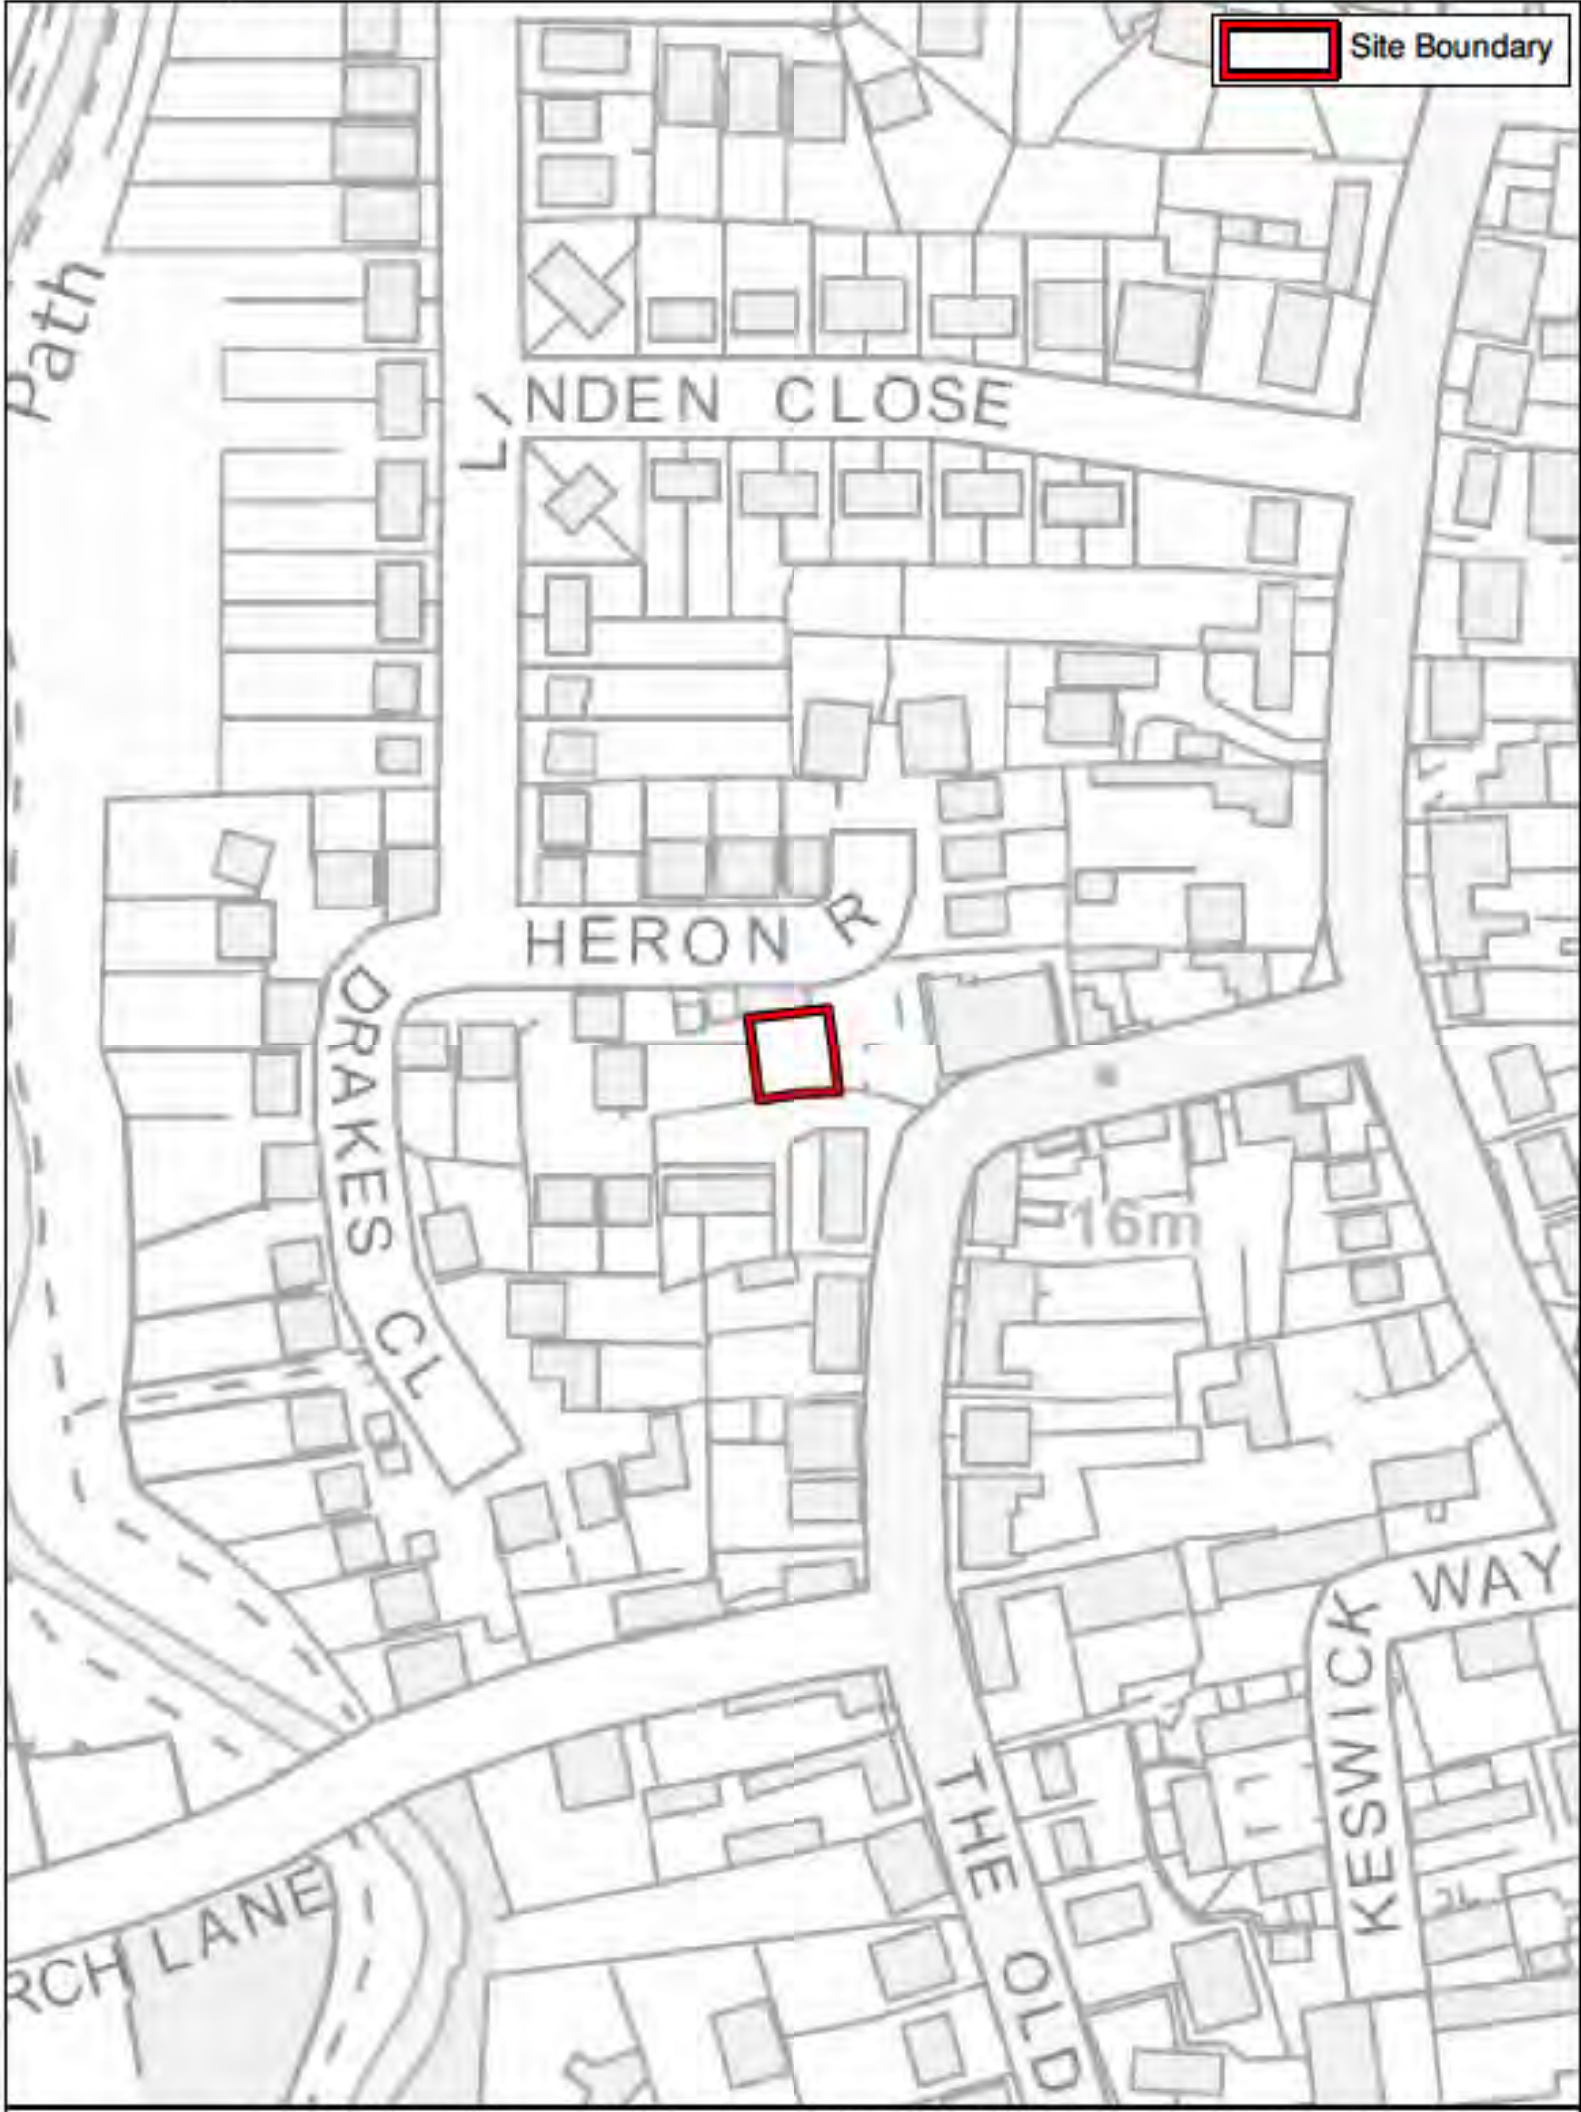 Site Boundary
Path
LINDEN CLOSE
HERON R
DRAKES CL
16m
KESWICK WAY
THE OLD
RCH LANE